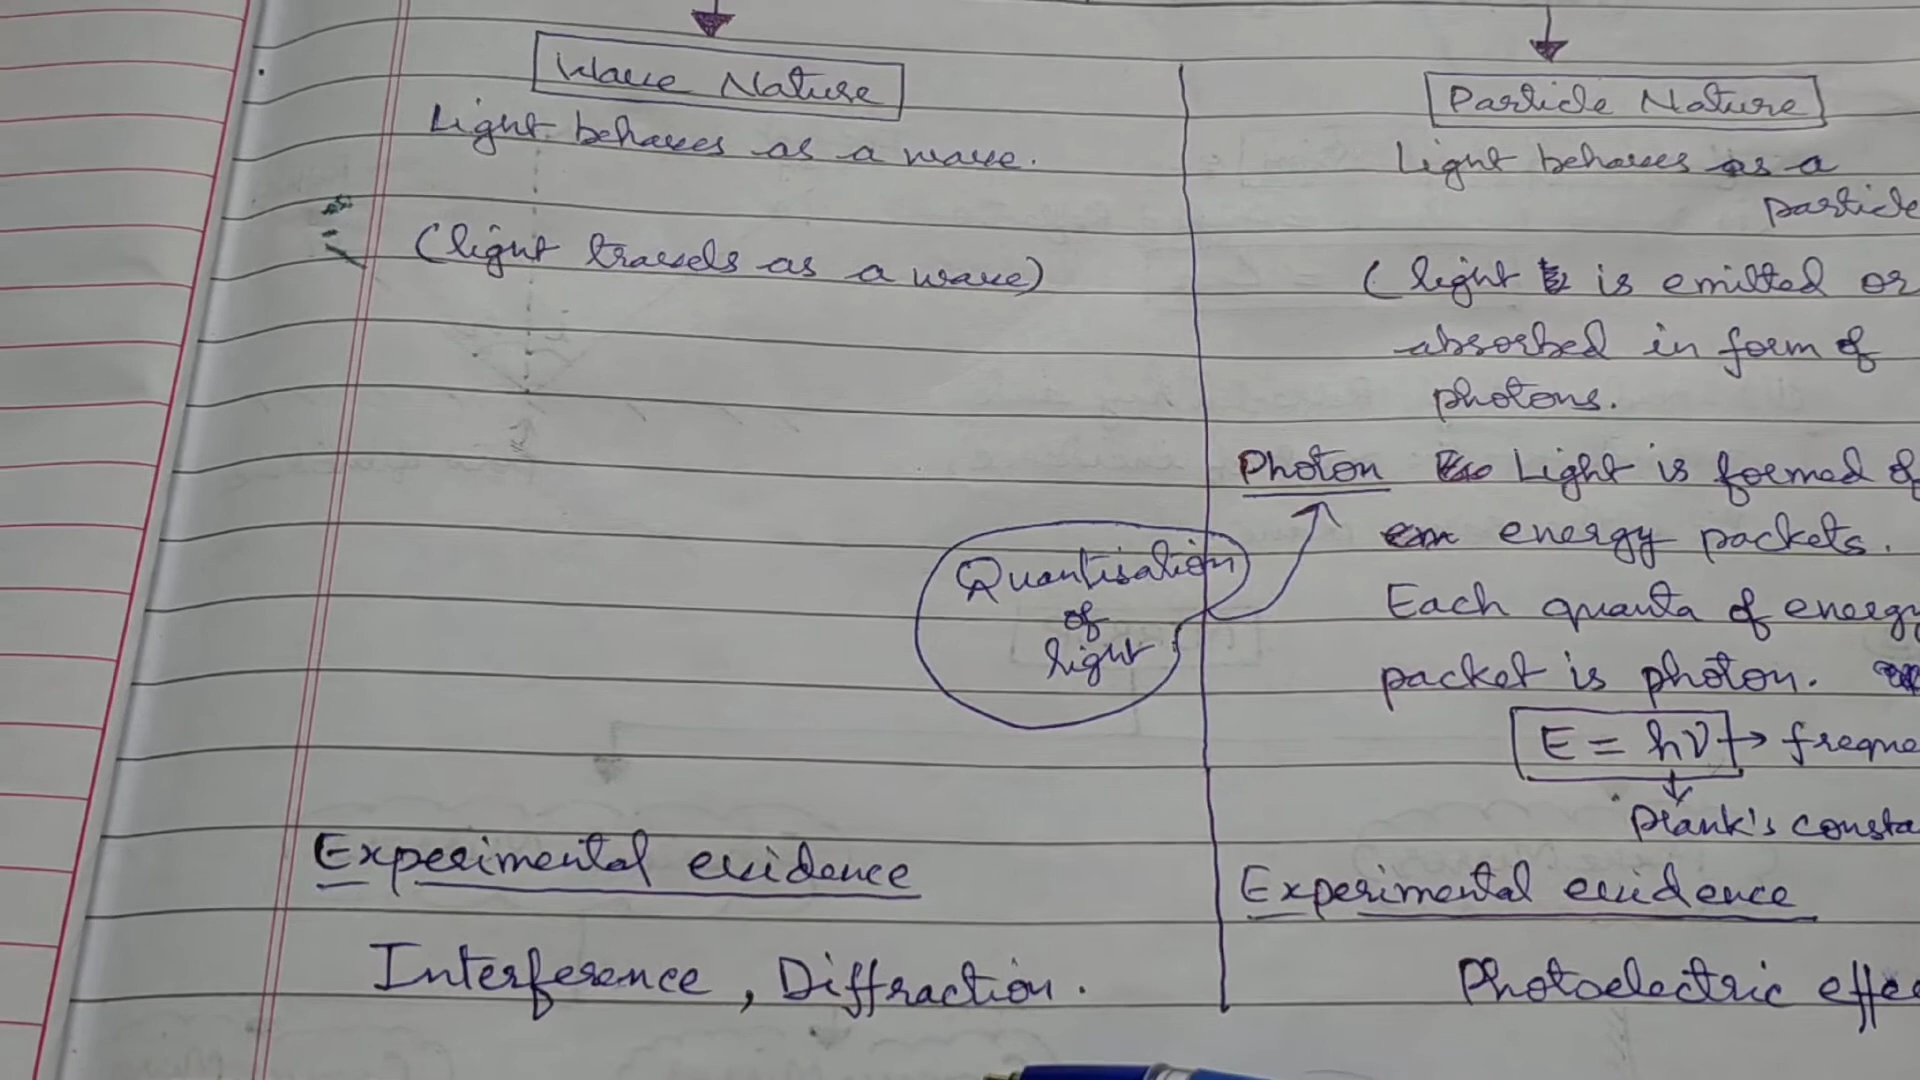 Wave Nature
Light behaves as a wave.
(light travels as a wave)
Experimental evidence
Interference, Diffraction.
Particle Nature
Light behaves as a
particle
(light is emitted or
absorbed in form of
photons.
Photon Light is formed of
energy packets.
Quantisation
of
light
Each quanta of energy
packet is photon.
E = hν → freque
Plank's consta
Experimental evidence
Photoelectric effec